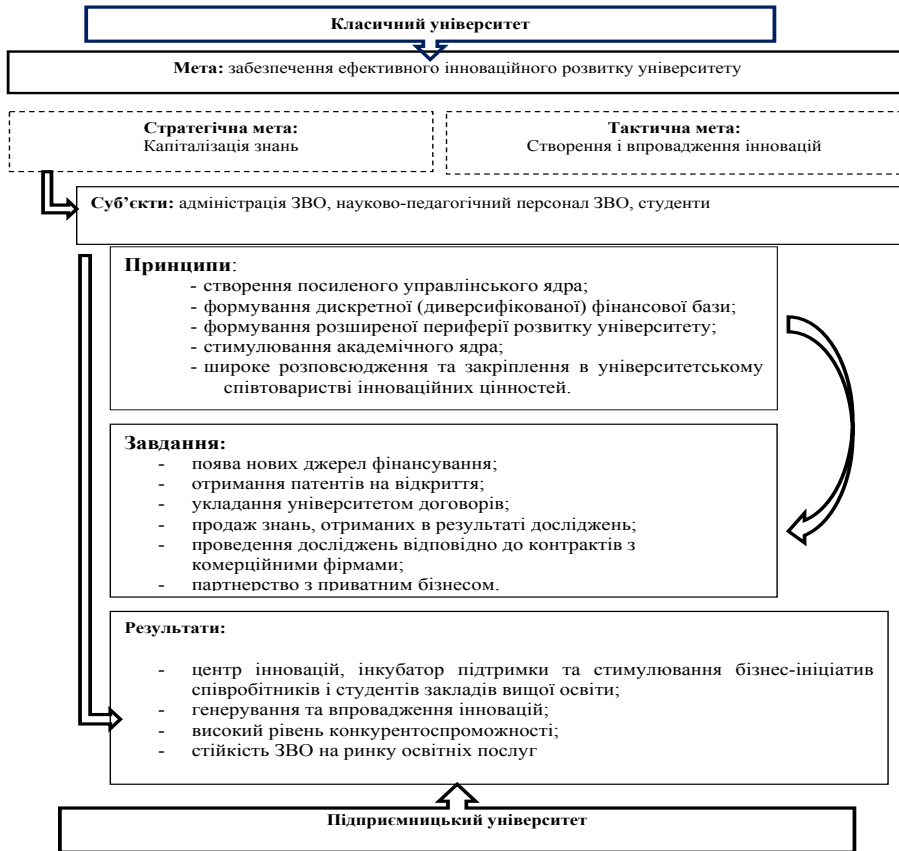 Класичний університет
Мета: забезпечення ефективного інноваційного розвитку університету
Стратегічна мета:
Капіталізація знань
Тактична мета:
Створення і впровадження інновацій
Суб’єкти: адміністрація ЗВО, науково-педагогічний персонал ЗВО, студенти
Принципи:
- створення посиленого управлінського ядра;
- формування дискретної (диверсифікованої) фінансової бази;
- формування розширеної периферії розвитку університету;
- стимулювання академічного ядра;
- широке розповсюдження та закріплення в університетському
співтоваристві інноваційних цінностей.
Завдання:
- поява нових джерел фінансування;
- отримання патентів на відкриття;
- укладання університетом договорів;
- продаж знань, отриманих в результаті досліджень;
- проведення досліджень відповідно до контрактів з
комерційними фірмами;
- партнерство з приватним бізнесом.
Результати:
- центр інновацій, інкубатор підтримки та стимулювання бізнес-ініціатив
співробітників і студентів закладів вищої освіти;
- генерування та впровадження інновацій;
- високий рівень конкурентоспроможності;
- стійкість ЗВО на ринку освітніх послуг
Підприємницький університет